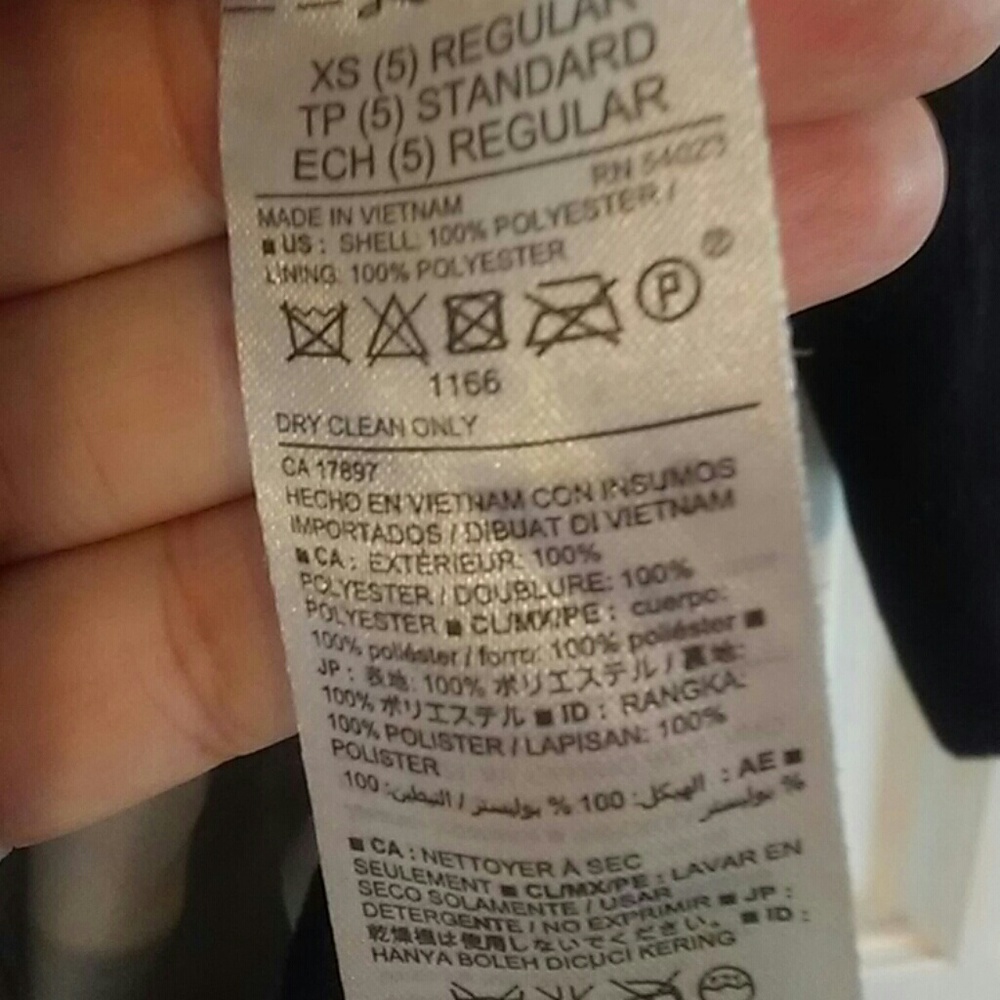 XS (5) REGULAR
TP (5) STANDARD
ECH (5) REGULAR
RN 54023
MADE IN VIETNAM
■ US : SHELL: 100% POLYESTER /
LINING: 100% POLYESTER
P
1166
DRY CLEAN ONLY
CA 17897
HECHO EN VIETNAM CON INSUMOS
IMPORTADOS / DIBUAT DI VIETNAM
■ CA : EXTÉRIEUR: 100%
POLYESTER / DOUBLURE: 100%
POLYESTER ■ CL/MX/PE : cuerpo:
100% poliéster / forro: 100% poliéster ■
JP : 表地: 100% ポリエステル / 裏地:
100% ポリエステル ■ ID : RANGKA:
100% POLISTER / LAPISAN: 100%
POLISTER
■ AE : الهيكل: 100 % بوليستر / التبطين: 100
% بوليستر
■ CA : NETTOYER À SEC
SEULEMENT ■ CL/MX/PE : LAVAR EN
SECO SOLAMENTE / USAR
DETERGENTE / NO EXPRIMIR ■ JP :
乾燥機は使用しないでください。 ■ ID :
HANYA BOLEH DICUCI KERING